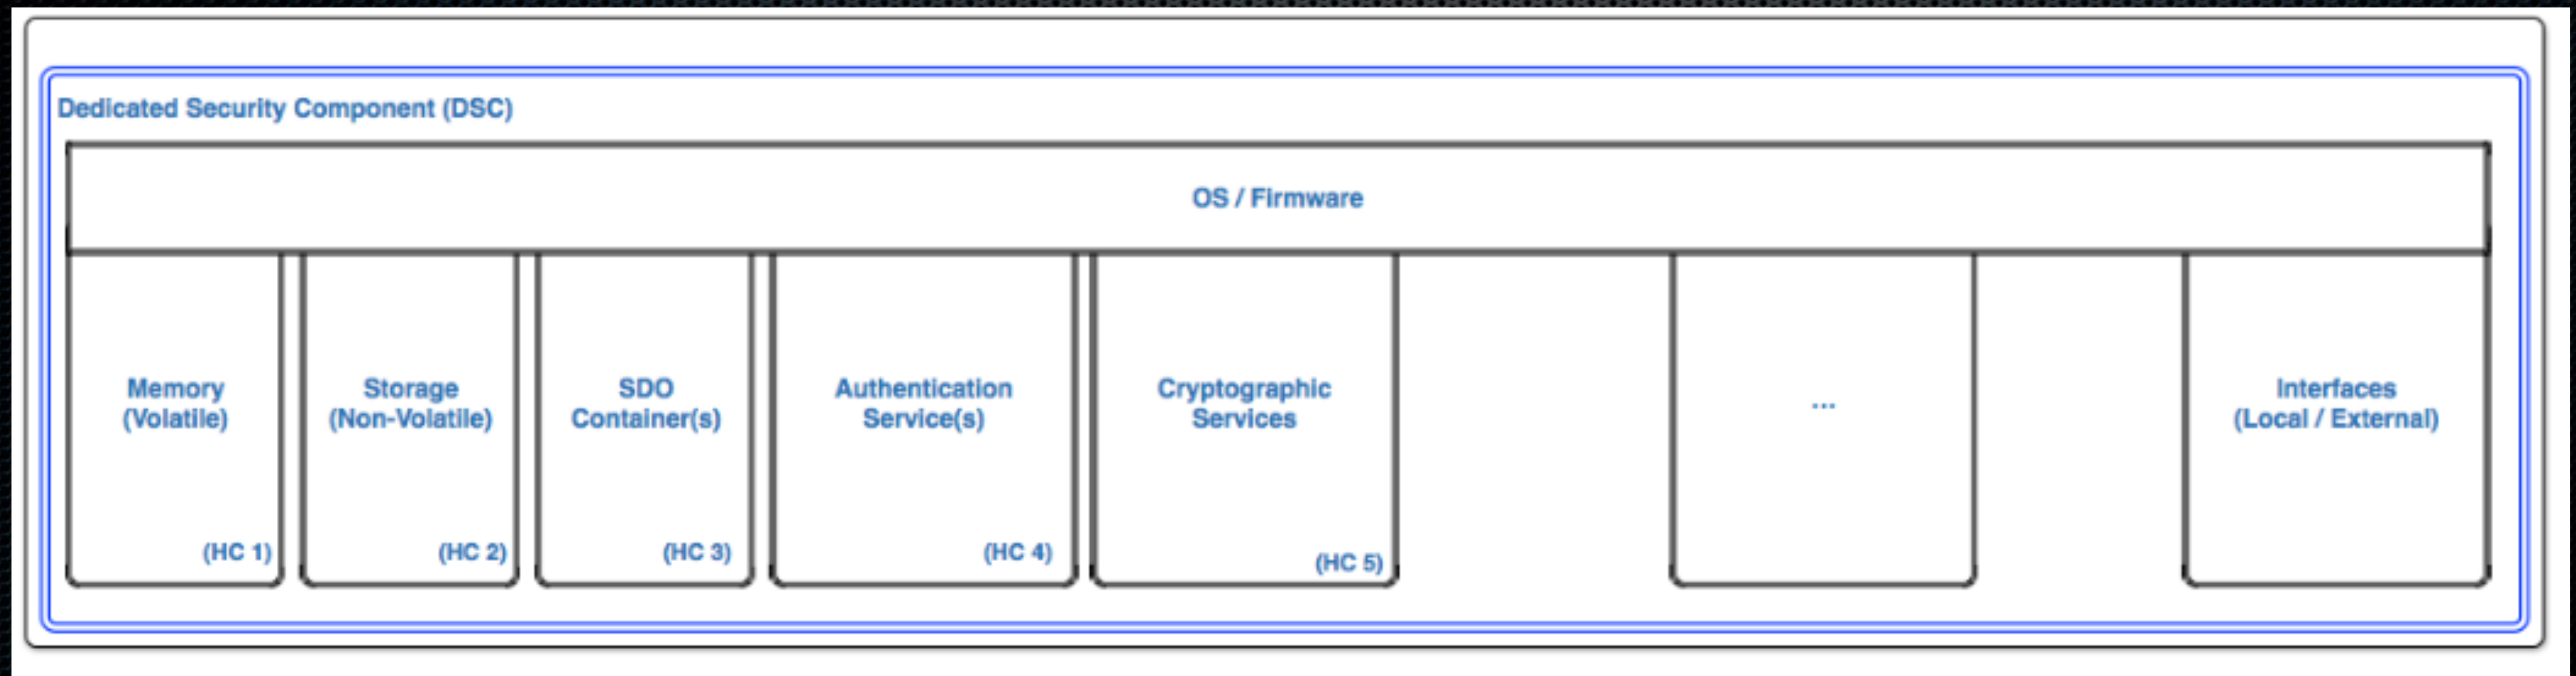 Dedicated Security Component (DSC)
OS / Firmware
Memory
(Volatile)
(HC 1)
Storage
(Non-Volatile)
(HC 2)
SDO
Container(s)
(HC 3)
Authentication
Service(s)
(HC 4)
Cryptographic
Services
(HC 5)
...
Interfaces
(Local / External)